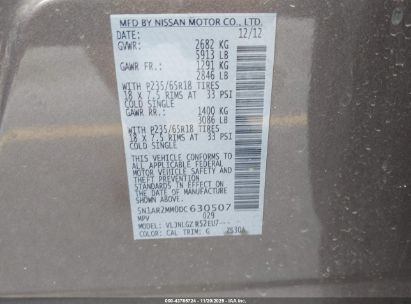 MFD BY NISSAN MOTOR CO., LTD.
DATE: 12/12
GVWR: 2682 KG
5913 LB
GAWR FR.: 1291 KG
2846 LB
WITH P235/65R18 TIRES
18 X 7.5 RIMS AT 33 PSI
COLD SINGLE
GAWR RR.: 1400 KG
3086 LB
WITH P235/65R18 TIRES
18 X 7.5 RIMS AT 33 PSI
COLD SINGLE
THIS VEHICLE CONFORMS TO ALL
APPLICABLE FEDERAL
MOTOR VEHICLE SAFETY AND
THEFT PREVENTION
STANDARDS IN EFFECT ON THE
DATE OF MANUFACTURE
SHOWN ABOVE.
5N1AR2MM0DC630507
MPV 029
MODEL:
COLOR: CAL TRIM: G